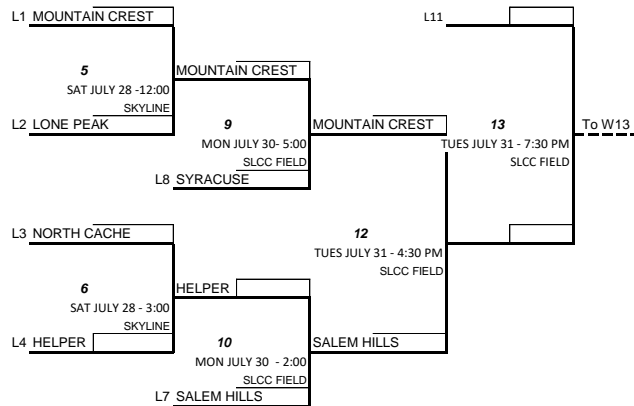 L1 MOUNTAIN CREST
L11
5
MOUNTAIN CREST
SAT JULY 28 -12:00
SKYLINE
L2 LONE PEAK
9
MOUNTAIN CREST
13
To W13
MON JULY 30- 5:00
TUES JULY 31 - 7:30 PM
SLCC FIELD
SLCC FIELD
L8 SYRACUSE
L3 NORTH CACHE
12
TUES JULY 31 - 4:30 PM
SLCC FIELD
6
HELPER
SAT JULY 28 - 3:00
SKYLINE
L4 HELPER
10
SALEM HILLS
MON JULY 30 - 2:00
SLCC FIELD
L7 SALEM HILLS